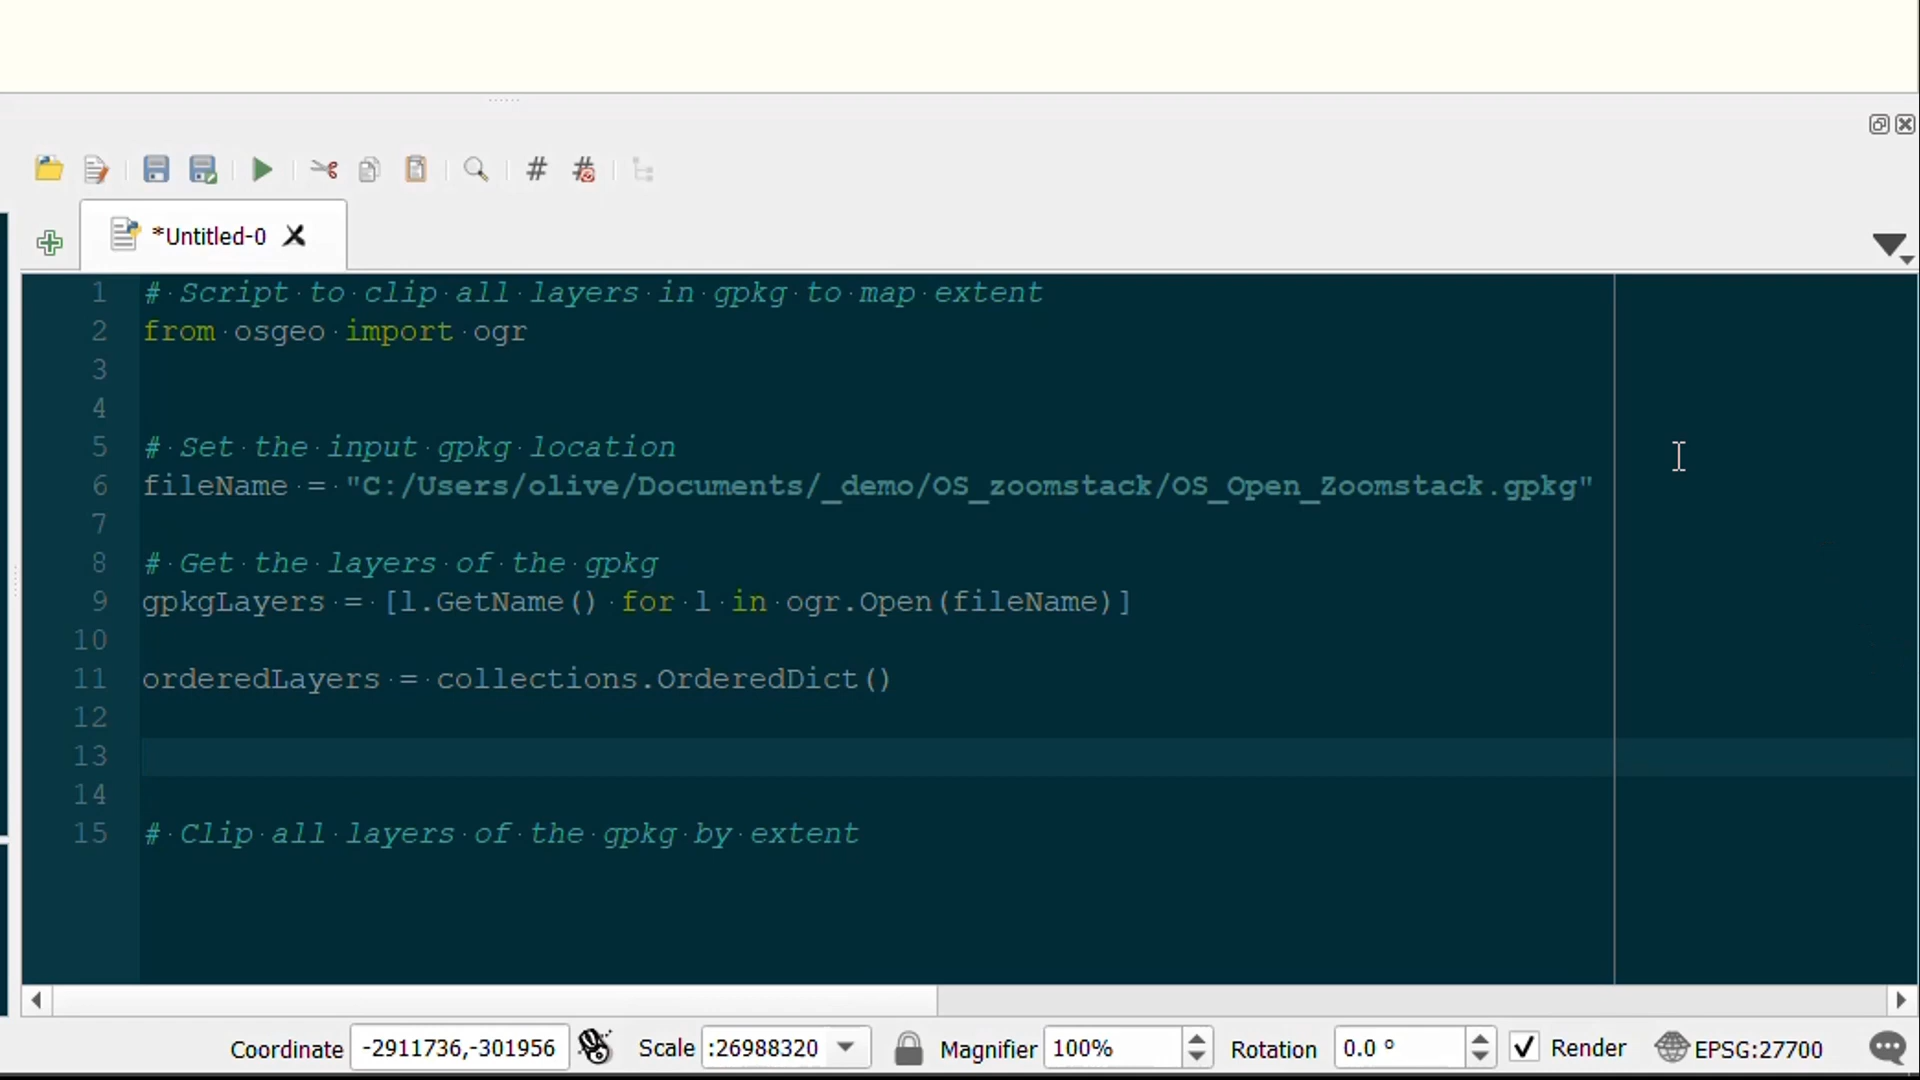 *Untitled-0
1 # Script to clip all layers in gpkg to map extent
2 from osgeo import ogr
3
4
5 # Set the input gpkg location
6 fileName = "C:/Users/olive/Documents/_demo/OS_zoomstack/OS_Open_Zoomstack.gpkg"
7
8 # Get the layers of the gpkg
9 gpkgLayers = [l.GetName() for l in ogr.Open(fileName)]
10
11 orderedLayers = collections.OrderedDict()
12
13
14
15 # Clip all layers of the gpkg by extent
Coordinate -2911736,-301956 Scale :26988320 Magnifier 100% Rotation 0.0 ° Render EPSG:27700